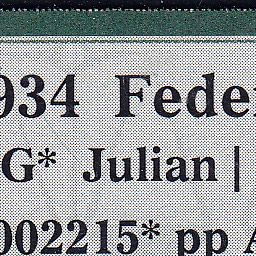 934 Feder
G* Julian |
002215* pp A